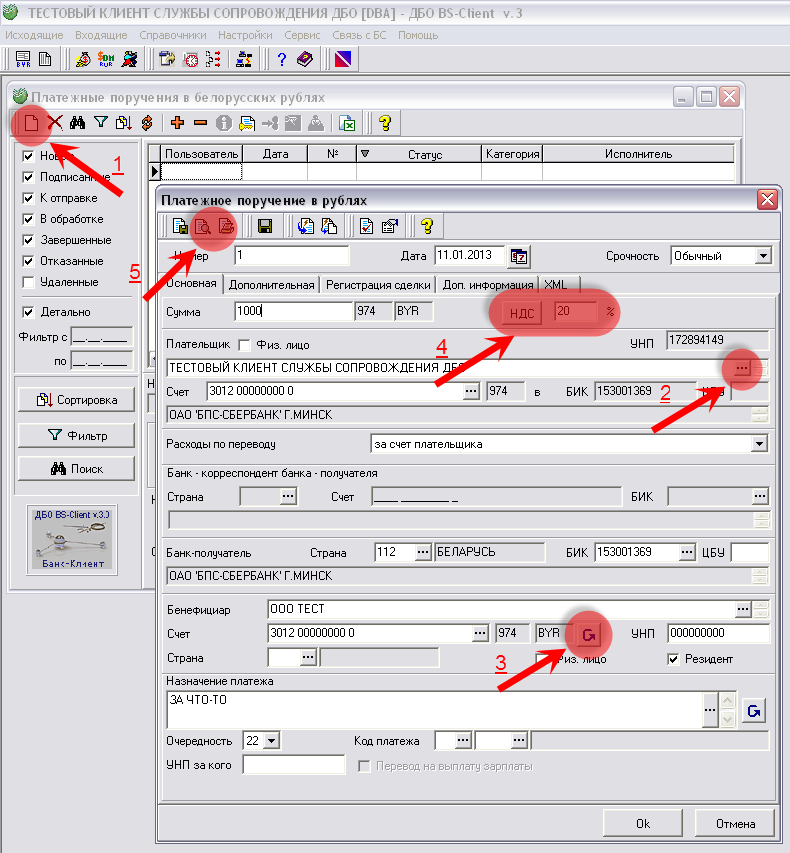 ТЕСТОВЫЙ КЛИЕНТ СЛУЖБЫ СОПРОВОЖДЕНИЯ ДБО [DBA] - ДБО BS-Client v.3
Исходящие Входящие Справочники Настройки Сервис Связь с БС Помощь
Платежные поручения в белорусских рублях
1
Подписанные
К отправке
В обработке
Завершенные
Отказанные
Удаленные
Детально
Фильтр с __.__.____
по __.__.____
Сортировка
Фильтр
Поиск
ДБО BS-Client v.3.0
Банк-Клиент
Пользователь Дата № Статус Категория Исполнитель
Платежное поручение в рублях
5
1 Дата 11.01.2013 Срочность Обычный
Основная Дополнительная Регистрация сделки Доп. информация XML
Сумма 1000 974 BYR НДС 20 %
4
Плательщик Физ. лицо УНП 172894149
ТЕСТОВЫЙ КЛИЕНТ СЛУЖБЫ СОПРОВОЖДЕНИЯ ДБО
Счет 3012 00000000 0 974 в БИК 153001369 2 ЦБУ
ОАО 'БПС-СБЕРБАНК' Г.МИНСК
Расходы по переводу за счет плательщика
Банк - корреспондент банка - получателя
Страна Счет ____ ________ _ БИК
Банк-получатель Страна 112 БЕЛАРУСЬ БИК 153001369 ЦБУ
ОАО 'БПС-СБЕРБАНК' Г.МИНСК
Бенефициар ООО ТЕСТ
Счет 3012 00000000 0 974 BYR УНП 000000000
3
Страна Физ. лицо Резидент
Назначение платежа
ЗА ЧТО-ТО
Очередность 22 Код платежа
УНП за кого Перевод на выплату зарплаты
Ok Отмена